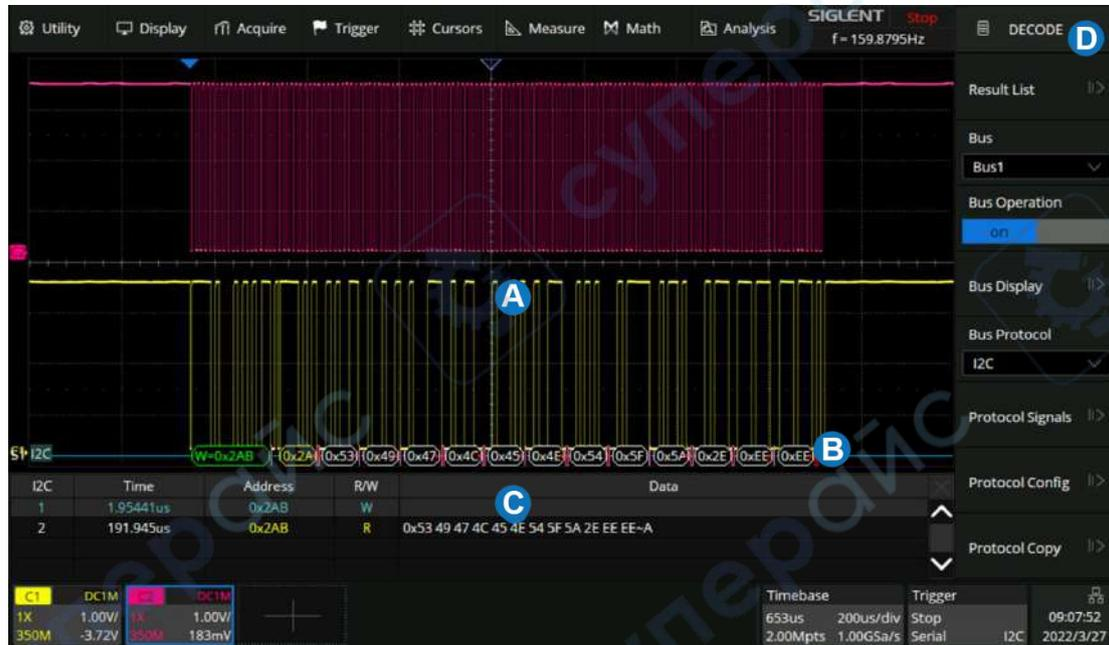 Utility Display Acquire Trigger Cursors Measure Math Analysis
SIGLENT Stop
f = 159.8795Hz
DECODE
D
Result List
Bus
Bus1
Bus Operation
on
Bus Display
A
Bus Protocol
I2C
Protocol Signals
S1 I2C W=0x2AB 0x2A 0x53 0x49 0x47 0x4C 0x45 0x4E 0x54 0x5F 0x5A 0x2E 0xEE 0xEE
B
I2C Time Address R/W Data
C
1 1.95441us 0x2AB W
2 191.945us 0x2AB R 0x53 49 47 4C 45 4E 54 5F 5A 2E EE EE~A
Protocol Config
Protocol Copy
C1 DC1M
1X 1.00V/
350M -3.72V
C2 DC1M
1X 1.00V/
350M 183mV
Timebase
653us 200us/div
2.00Mpts 1.00GSa/s
Trigger
Stop
Serial I2C
09:07:52
2022/3/27
суперайс